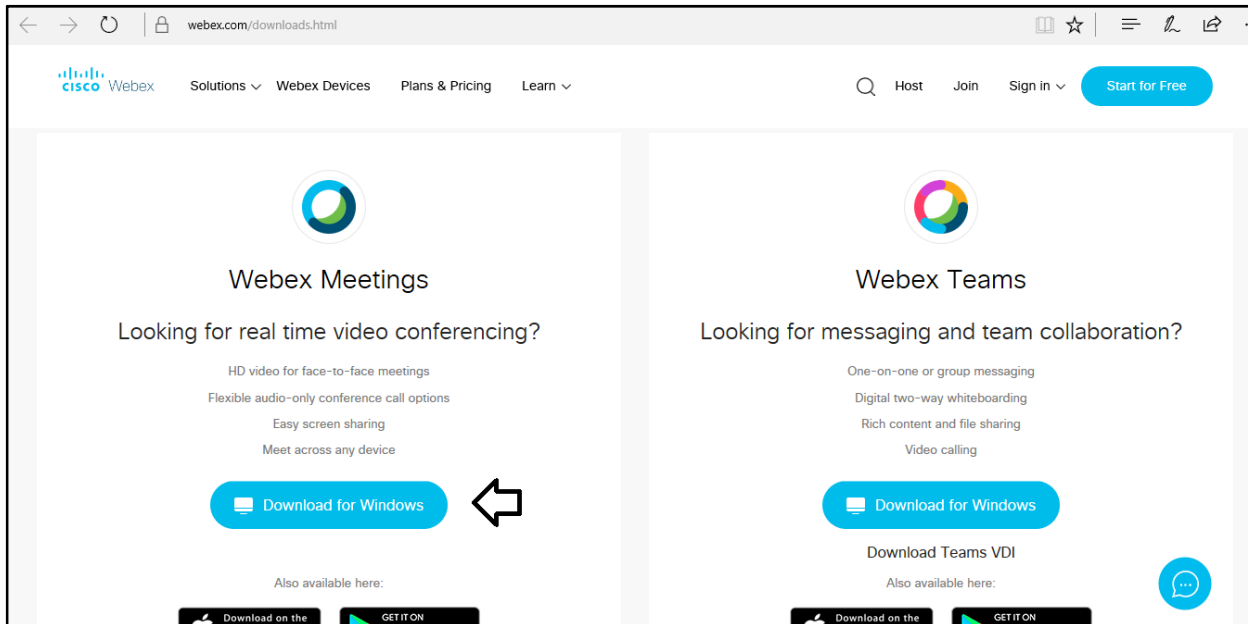 webex.com/downloads.html
CISCO Webex Solutions Webex Devices Plans & Pricing Learn Host Join Sign in Start for Free
Webex Meetings
Looking for real time video conferencing?
HD video for face-to-face meetings
Flexible audio-only conference call options
Easy screen sharing
Meet across any device
Download for Windows
Also available here:
Download on the
GET IT ON
Webex Teams
Looking for messaging and team collaboration?
One-on-one or group messaging
Digital two-way whiteboarding
Rich content and file sharing
Video calling
Download for Windows
Download Teams VDI
Also available here:
Download on the
GET IT ON